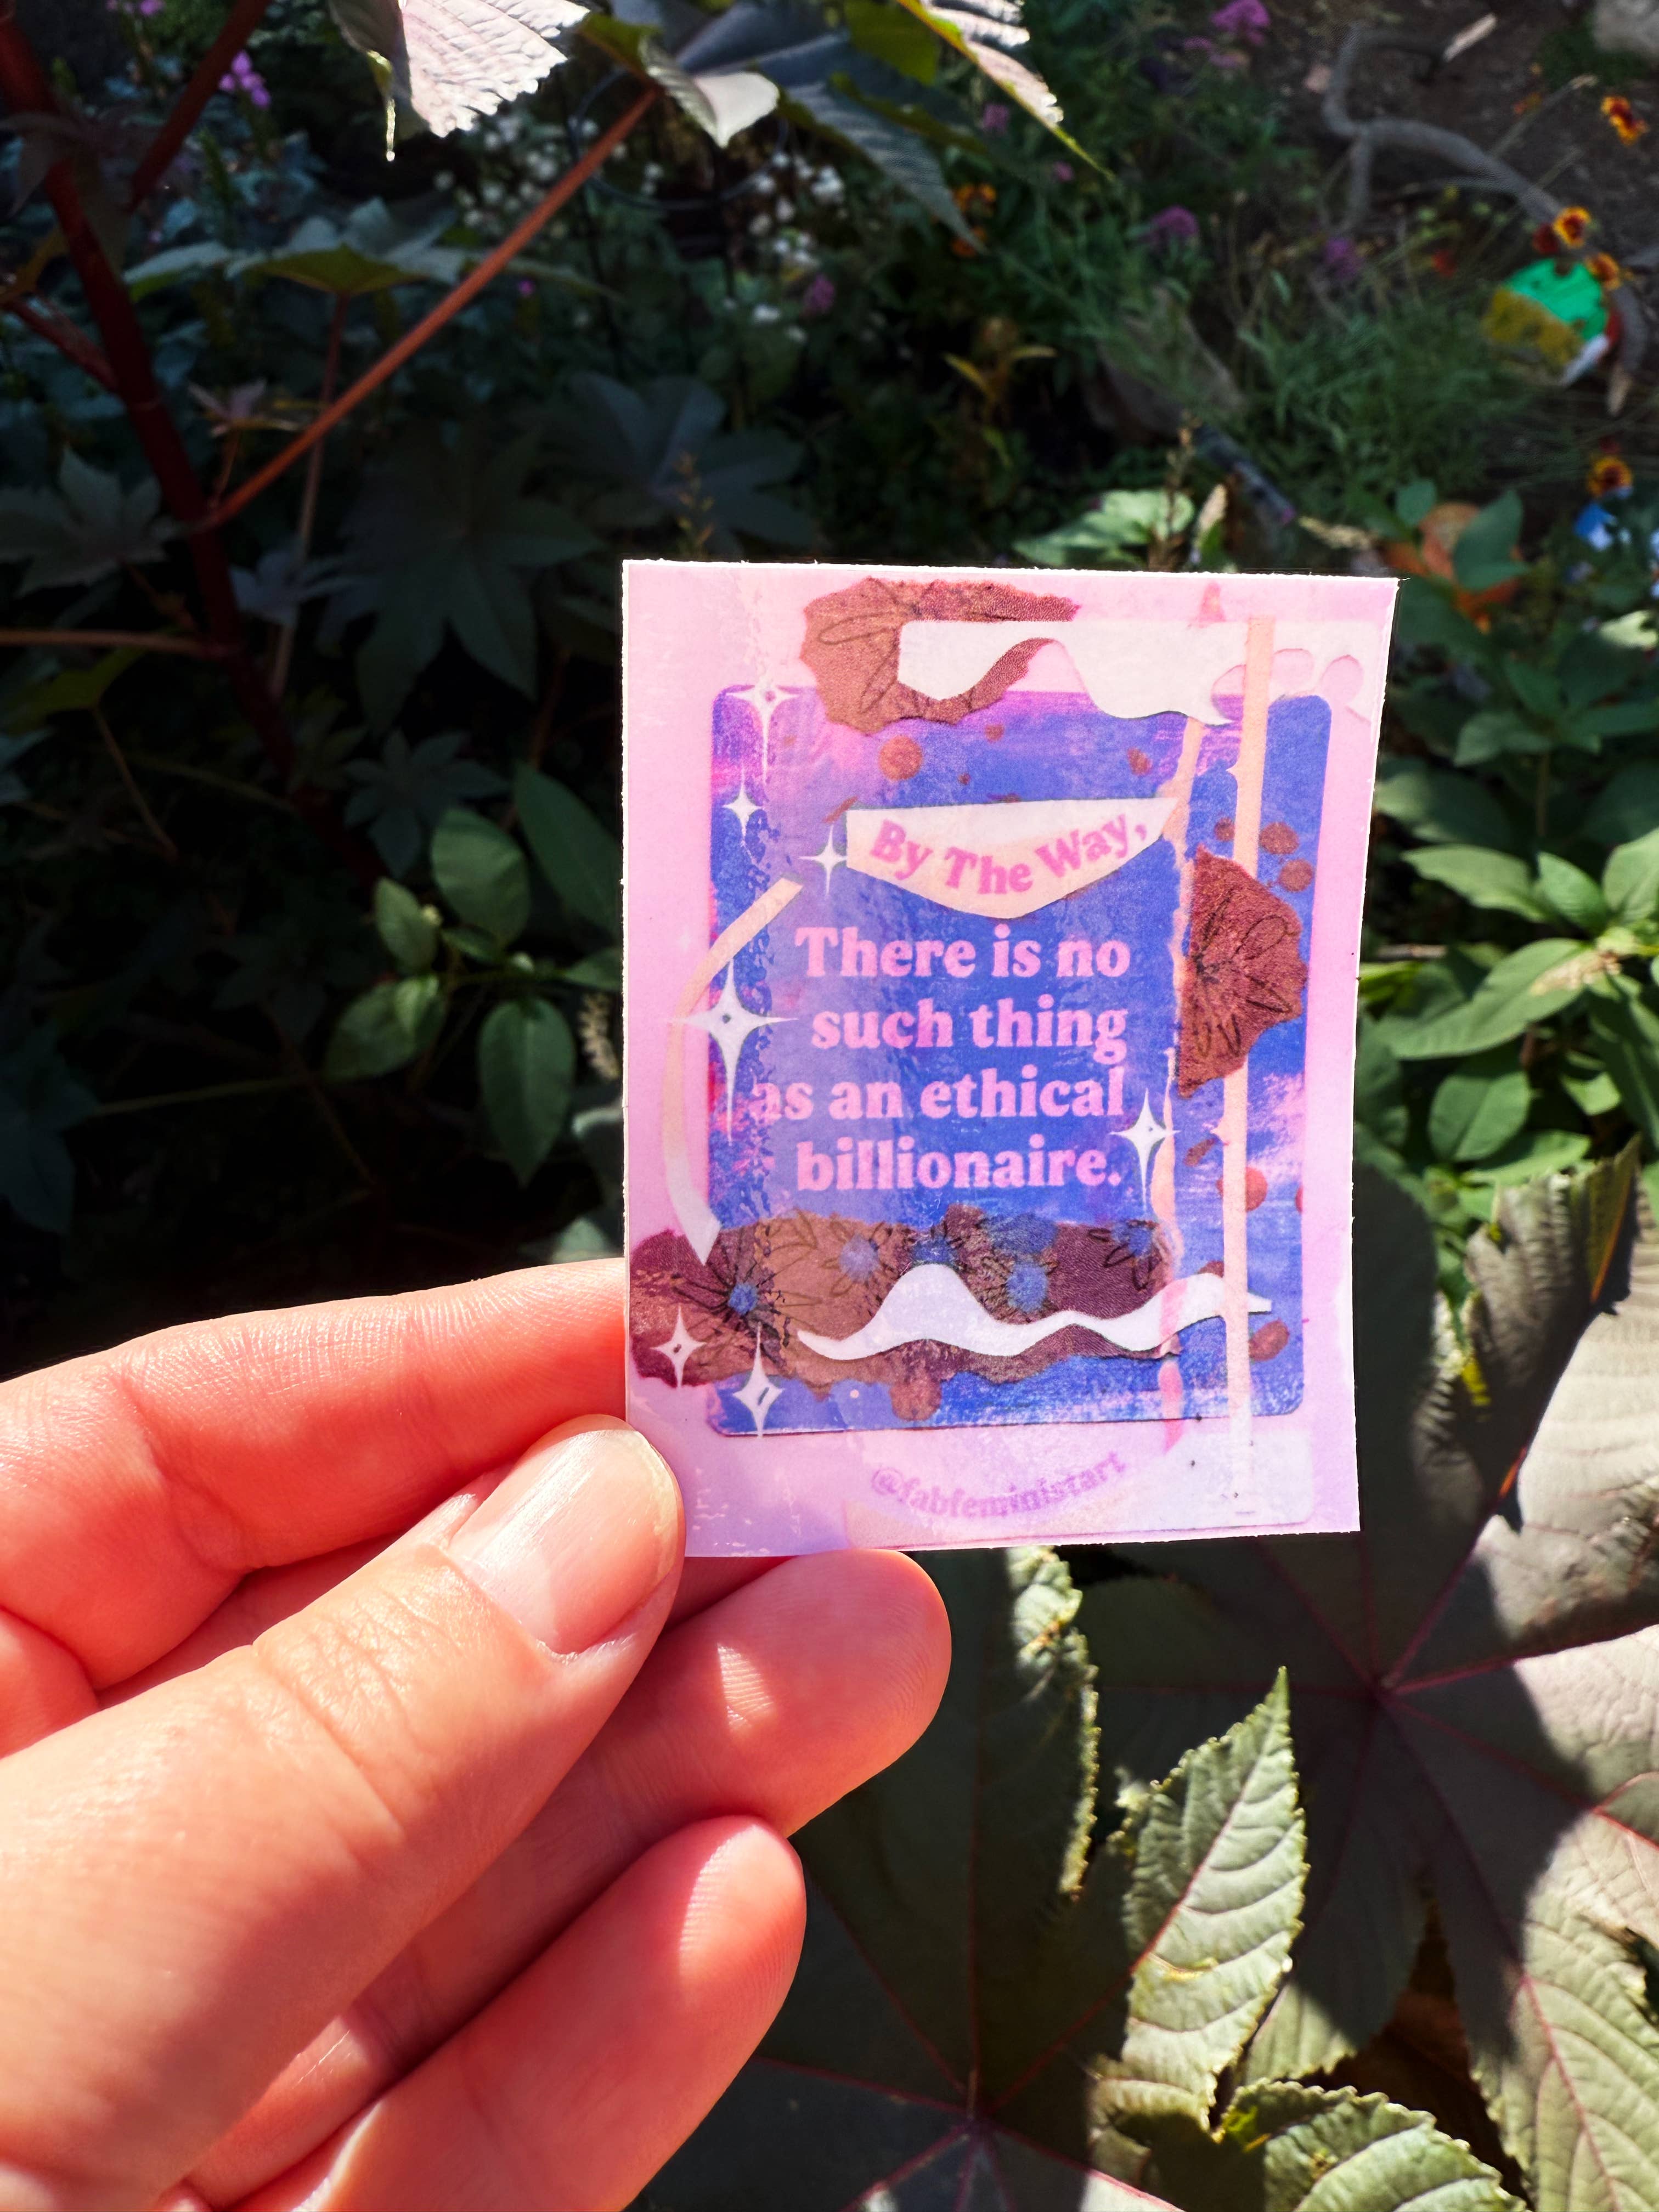 By The Way,
There is no
such thing
as an ethical
billionaire.
@fabfeministart